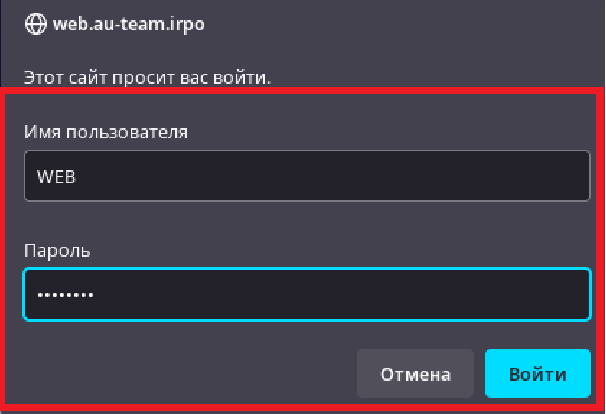 web.au-team.irpo
Этот сайт просит вас войти.
Имя пользователя
WEB
Пароль
••••••••
Отмена
Войти